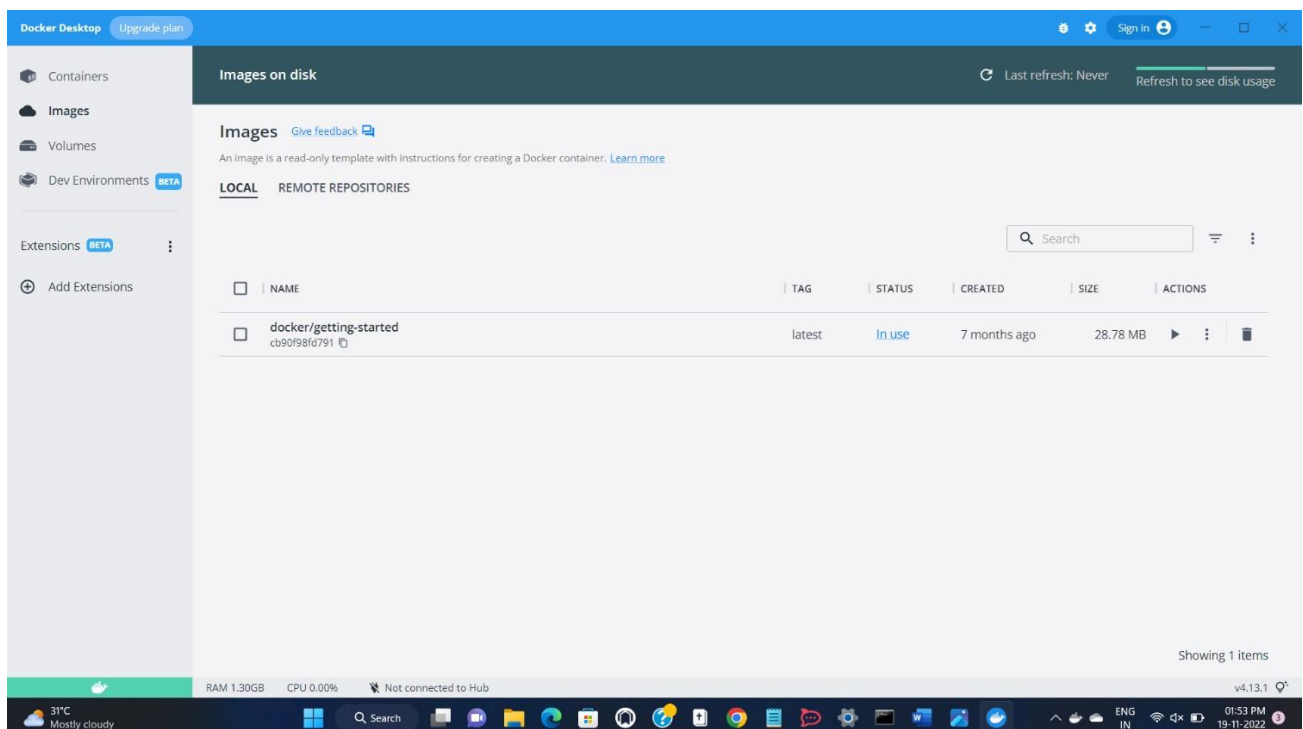 Docker Desktop Upgrade plan Sign in
Containers
Images
Volumes
Dev Environments BETA
Extensions BETA
Add Extensions
Images on disk Last refresh: Never Refresh to see disk usage
Images Give feedback
An image is a read-only template with instructions for creating a Docker container. Learn more
LOCAL REMOTE REPOSITORIES
Search
NAME TAG STATUS CREATED SIZE ACTIONS
docker/getting-started latest In use 7 months ago 28.78 MB
cb90f98fd791
Showing 1 items
RAM 1.30GB CPU 0.00% Not connected to Hub v4.13.1
31°C
Mostly cloudy
Search
ENG
IN
01:53 PM
19-11-2022
3